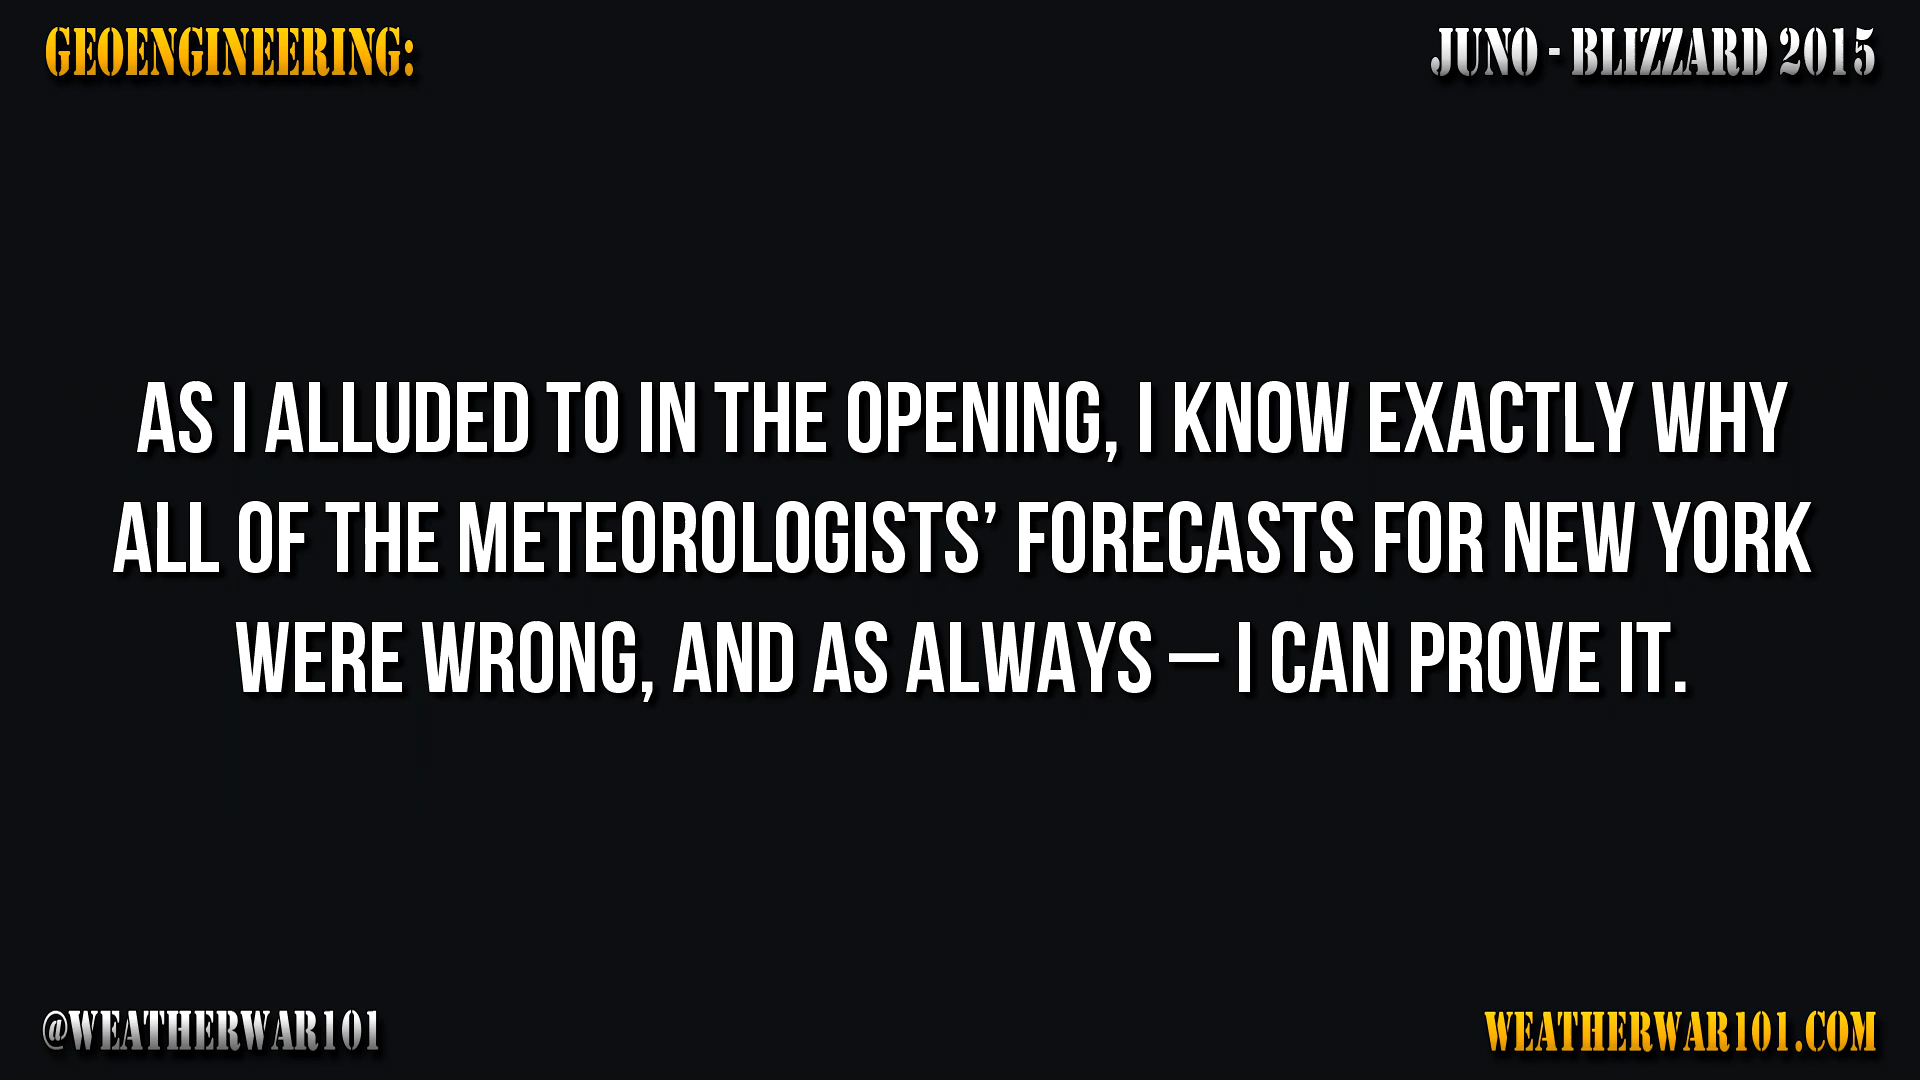 GEOENGINEERING:
JUNO - BLIZZARD 2015
AS I ALLUDED TO IN THE OPENING, I KNOW EXACTLY WHY
ALL OF THE METEOROLOGISTS’ FORECASTS FOR NEW YORK
WERE WRONG, AND AS ALWAYS – I CAN PROVE IT.
@WEATHERWAR101
WEATHERWAR101.COM